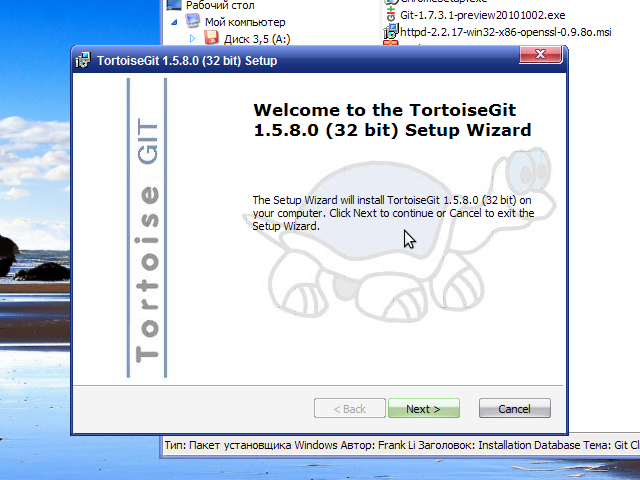 Рабочий стол
Мой компьютер
Диск 3,5 (A:)
Git-1.7.3.1-preview20101002.exe
httpd-2.2.17-win32-x86-openssl-0.9.8o.msi
TortoiseGit 1.5.8.0 (32 bit) Setup
Tortoise GIT
Welcome to the TortoiseGit
1.5.8.0 (32 bit) Setup Wizard
The Setup Wizard will install TortoiseGit 1.5.8.0 (32 bit) on
your computer. Click Next to continue or Cancel to exit the
Setup Wizard.
< Back
Next >
Cancel
Тип: Пакет установщика Windows Автор: Frank Li Заголовок: Installation Database Тема: Git Cl